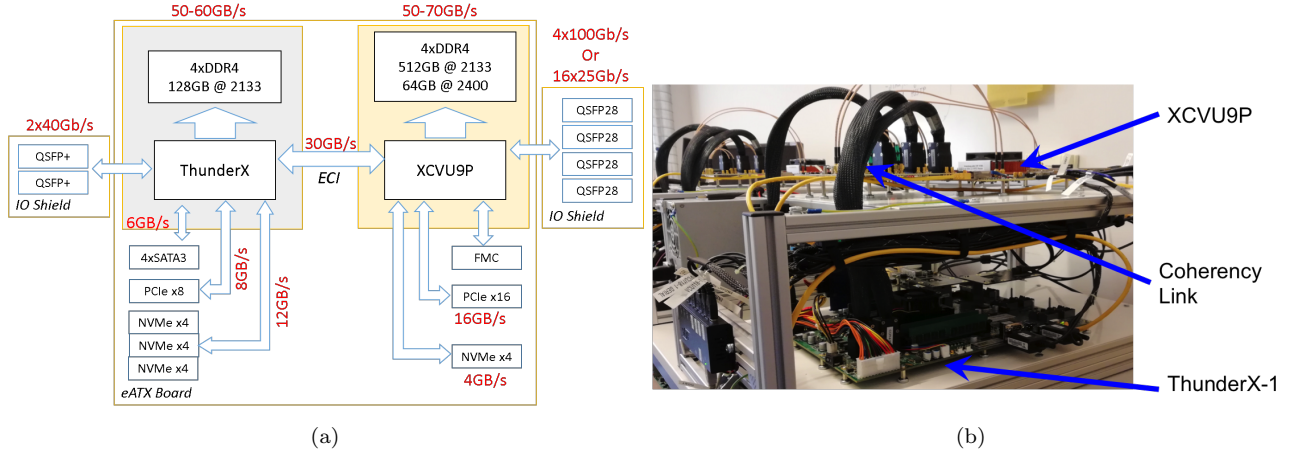 50-60GB/s
50-70GB/s
4xDDR4
128GB @ 2133
4xDDR4
512GB @ 2133
64GB @ 2400
4x100Gb/s
Or
16x25Gb/s
2x40Gb/s
QSFP+
QSFP+
IO Shield
ThunderX
30GB/s
ECI
XCVU9P
QSFP28
QSFP28
QSFP28
QSFP28
IO Shield
6GB/s
4xSATA3
PCIe x8
8GB/s
12GB/s
NVMe x4
NVMe x4
NVMe x4
eATX Board
FMC
PCIe x16
16GB/s
NVMe x4
4GB/s
(a)
XCVU9P
Coherency
Link
ThunderX-1
(b)